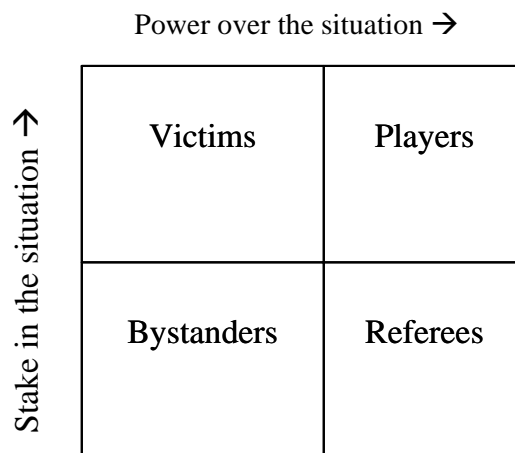 Power over the situation →
Stake in the situation →
Victims
Players
Bystanders
Referees